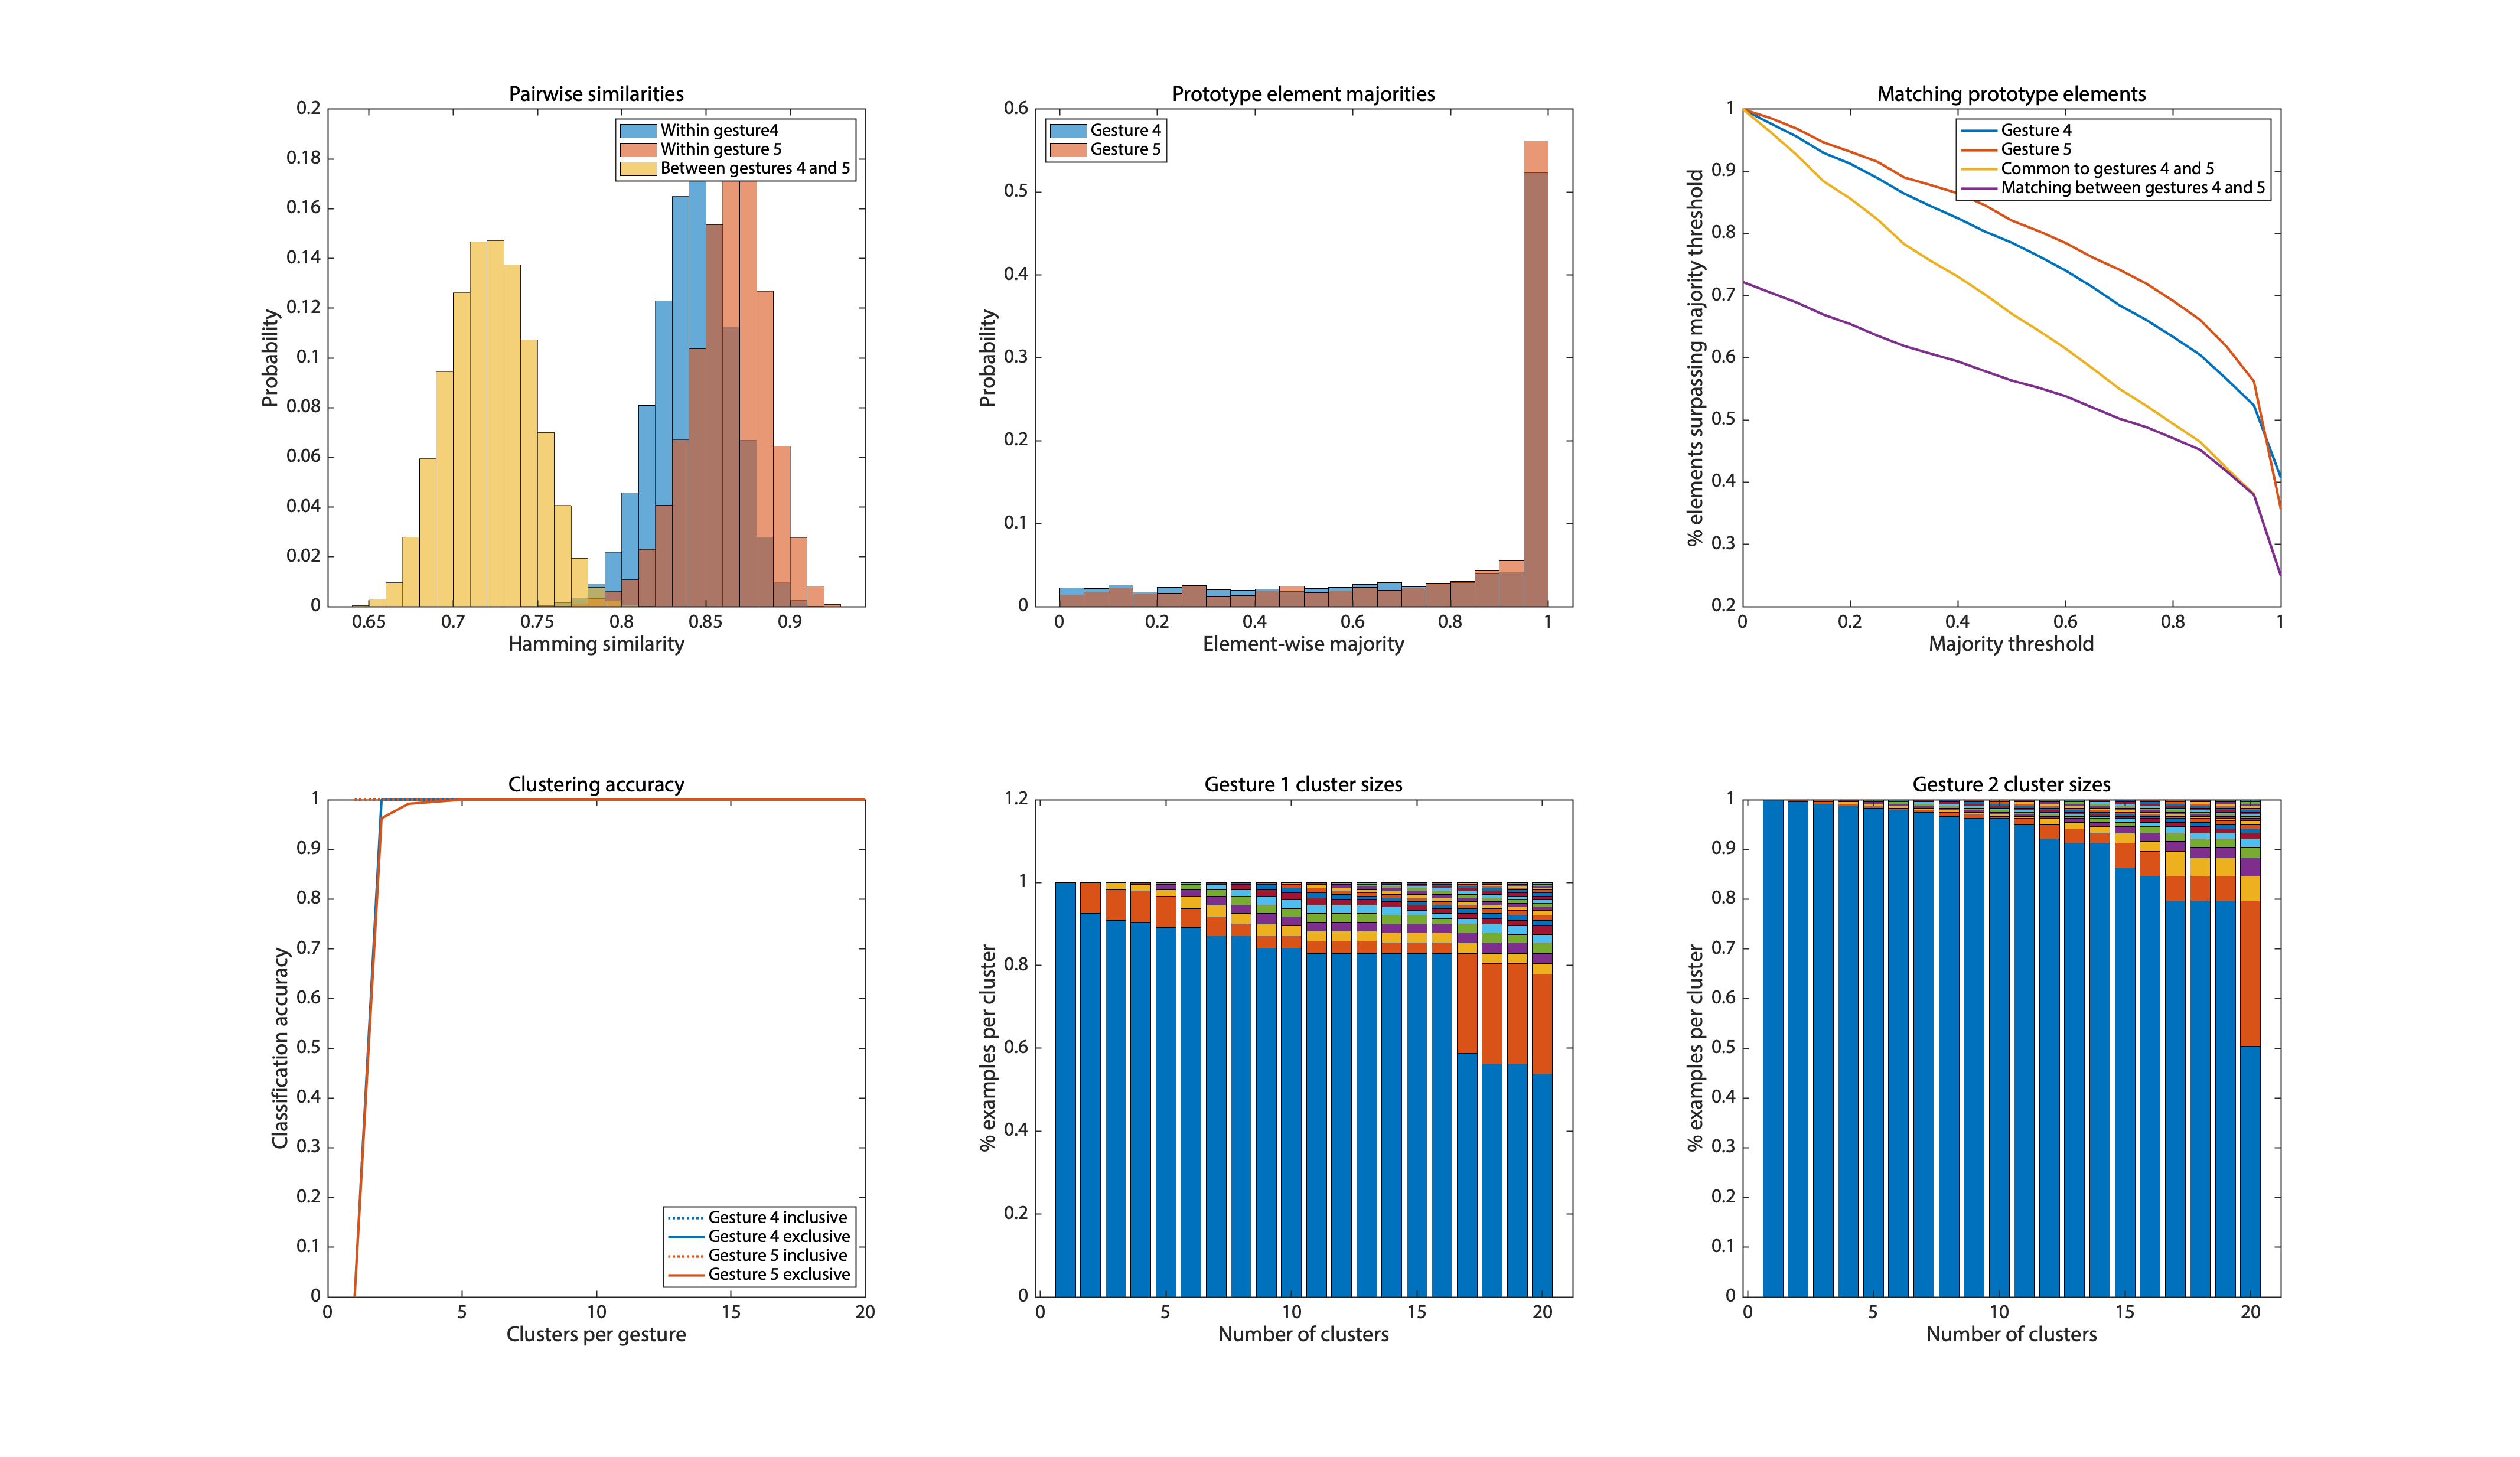 Pairwise similarities
0.2
0.18
0.16
0.14
0.12
0.1
0.08
0.06
0.04
0.02
0
Probability
Within gesture4
Within gesture 5
Between gestures 4 and 5
0.65 0.7 0.75 0.8 0.85 0.9
Hamming similarity
Prototype element majorities
0.6
0.5
0.4
0.3
0.2
0.1
0
Probability
Gesture 4
Gesture 5
0 0.2 0.4 0.6 0.8 1
Element-wise majority
Matching prototype elements
1
0.9
0.8
0.7
0.6
0.5
0.4
0.3
0.2
% elements surpassing majority threshold
Gesture 4
Gesture 5
Common to gestures 4 and 5
Matching between gestures 4 and 5
0 0.2 0.4 0.6 0.8 1
Majority threshold
Clustering accuracy
1
0.9
0.8
0.7
0.6
0.5
0.4
0.3
0.2
0.1
0
Classification accuracy
Gesture 4 inclusive
Gesture 4 exclusive
Gesture 5 inclusive
Gesture 5 exclusive
0 5 10 15 20
Clusters per gesture
Gesture 1 cluster sizes
1.2
1
0.8
0.6
0.4
0.2
0
% examples per cluster
0 5 10 15 20
Number of clusters
Gesture 2 cluster sizes
1
0.9
0.8
0.7
0.6
0.5
0.4
0.3
0.2
0.1
0
% examples per cluster
0 5 10 15 20
Number of clusters